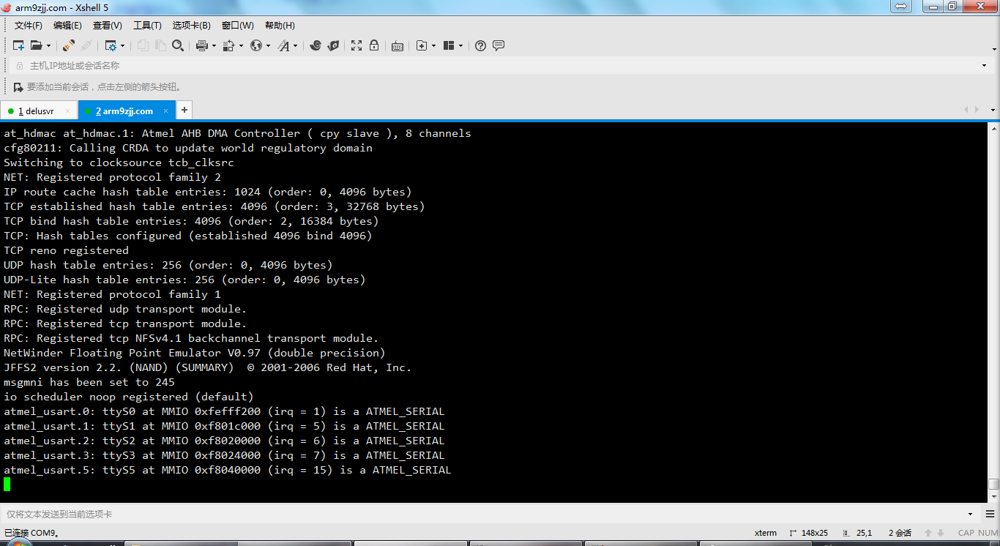 arm9zjj.com - Xshell 5
文件(F) 编辑(E) 查看(V) 工具(T) 选项卡(B) 窗口(W) 帮助(H)
主机,IP地址或会话名称
要添加当前会话，点击左侧的箭头按钮。
1 delusvr × 2 arm9zjj.com × +
at_hdmac at_hdmac.1: Atmel AHB DMA Controller ( cpy slave ), 8 channels
cfg80211: Calling CRDA to update world regulatory domain
Switching to clocksource tcb_clksrc
NET: Registered protocol family 2
IP route cache hash table entries: 1024 (order: 0, 4096 bytes)
TCP established hash table entries: 4096 (order: 3, 32768 bytes)
TCP bind hash table entries: 4096 (order: 2, 16384 bytes)
TCP: Hash tables configured (established 4096 bind 4096)
TCP reno registered
UDP hash table entries: 256 (order: 0, 4096 bytes)
UDP-Lite hash table entries: 256 (order: 0, 4096 bytes)
NET: Registered protocol family 1
RPC: Registered udp transport module.
RPC: Registered tcp transport module.
RPC: Registered tcp NFSv4.1 backchannel transport module.
NetWinder Floating Point Emulator V0.97 (double precision)
JFFS2 version 2.2. (NAND) (SUMMARY)  © 2001-2006 Red Hat, Inc.
msgmni has been set to 245
io scheduler noop registered (default)
atmel_usart.0: ttyS0 at MMIO 0xfefff200 (irq = 1) is a ATMEL_SERIAL
atmel_usart.1: ttyS1 at MMIO 0xf801c000 (irq = 5) is a ATMEL_SERIAL
atmel_usart.2: ttyS2 at MMIO 0xf8020000 (irq = 6) is a ATMEL_SERIAL
atmel_usart.3: ttyS3 at MMIO 0xf8024000 (irq = 7) is a ATMEL_SERIAL
atmel_usart.5: ttyS5 at MMIO 0xf8040000 (irq = 15) is a ATMEL_SERIAL
仅将文本发送到当前选项卡
已连接 COM9。 xterm 148x25 25,1 2 会话 CAP NUM